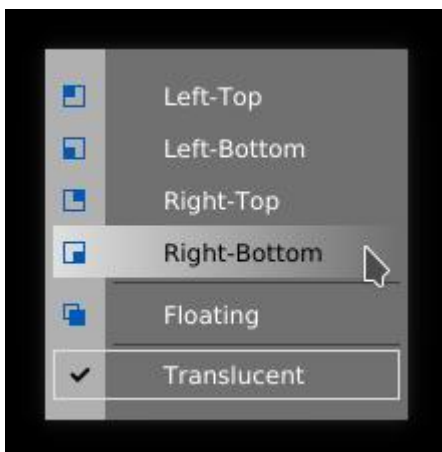 Left-Top
Left-Bottom
Right-Top
Right-Bottom
Floating
Translucent